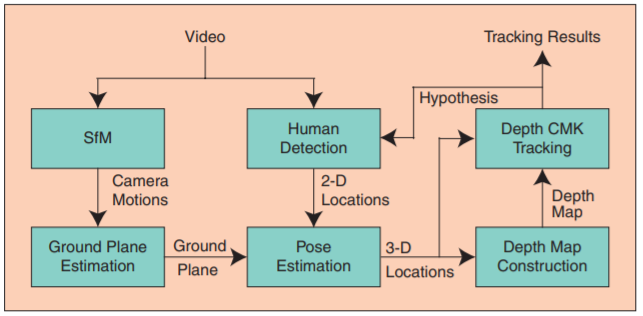 Video
Tracking Results
Hypothesis
SfM
Human
Detection
Depth CMK
Tracking
Camera
Motions
2-D
Locations
Depth
Map
Ground Plane
Estimation
Ground
Plane
Pose
Estimation
3-D
Locations
Depth Map
Construction